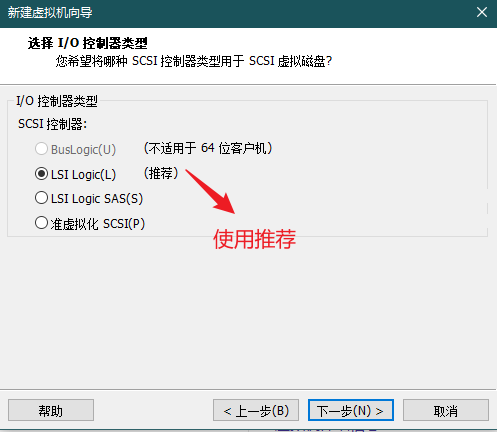 新建虚拟机向导
选择 I/O 控制器类型
您希望将哪种 SCSI 控制器类型用于 SCSI 虚拟磁盘?
I/O 控制器类型
SCSI 控制器:
BusLogic(U) (不适用于 64 位客户机)
LSI Logic(L) (推荐)
LSI Logic SAS(S)
准虚拟化 SCSI(P)
使用推荐
帮助 < 上一步(B) 下一步(N) > 取消